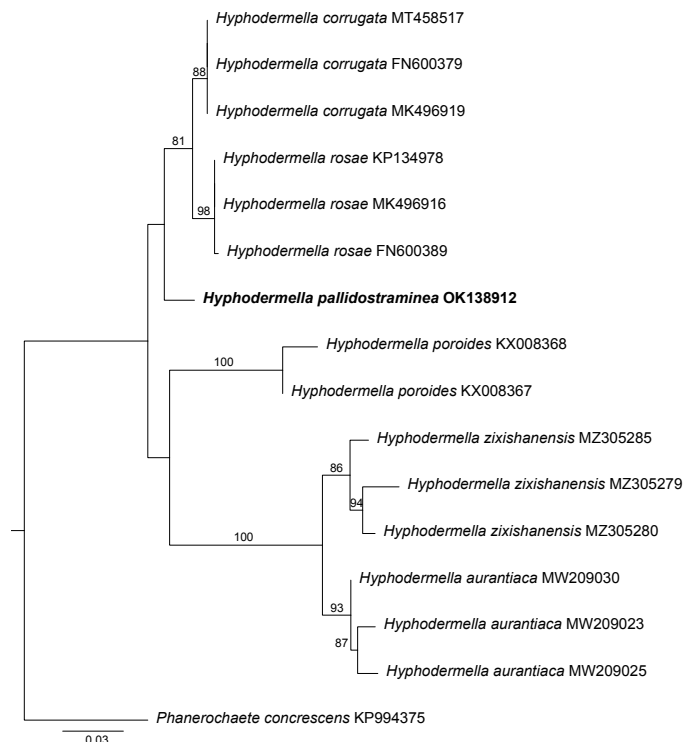 Hyphodermella corrugata MT458517
88
Hyphodermella corrugata FN600379
Hyphodermella corrugata MK496919
81
Hyphodermella rosae KP134978
98
Hyphodermella rosae MK496916
Hyphodermella rosae FN600389
Hyphodermella pallidostraminea OK138912
Hyphodermella poroides KX008368
100
Hyphodermella poroides KX008367
Hyphodermella zixishanensis MZ305285
86
Hyphodermella zixishanensis MZ305279
94
Hyphodermella zixishanensis MZ305280
100
Hyphodermella aurantiaca MW209030
93
Hyphodermella aurantiaca MW209023
87
Hyphodermella aurantiaca MW209025
Phanerochaete concrescens KP994375
0.03